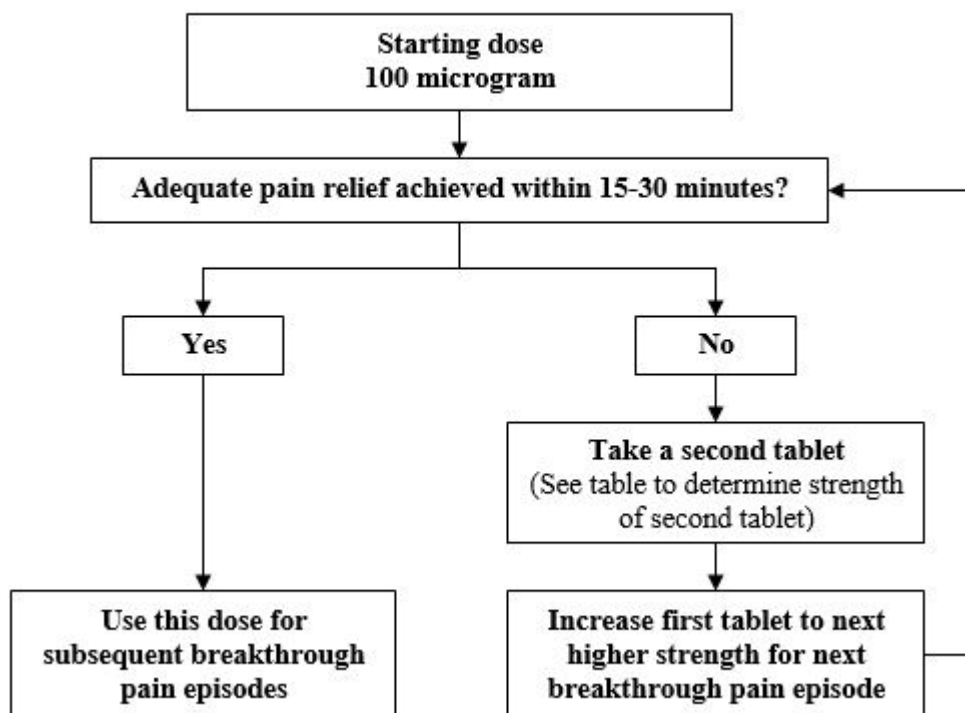 Starting dose
100 microgram
Adequate pain relief achieved within 15-30 minutes?
Yes
No
Take a second tablet
(See table to determine strength
of second tablet)
Use this dose for
subsequent breakthrough
pain episodes
Increase first tablet to next
higher strength for next
breakthrough pain episode